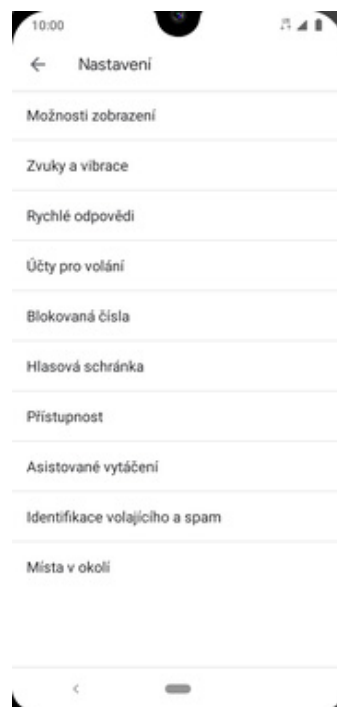 10:00
Nastavení
Možnosti zobrazení
Zvuky a vibrace
Rychlé odpovědi
Účty pro volání
Blokovaná čísla
Hlasová schránka
Přístupnost
Asistované vytáčení
Identifikace volajícího a spam
Místa v okolí